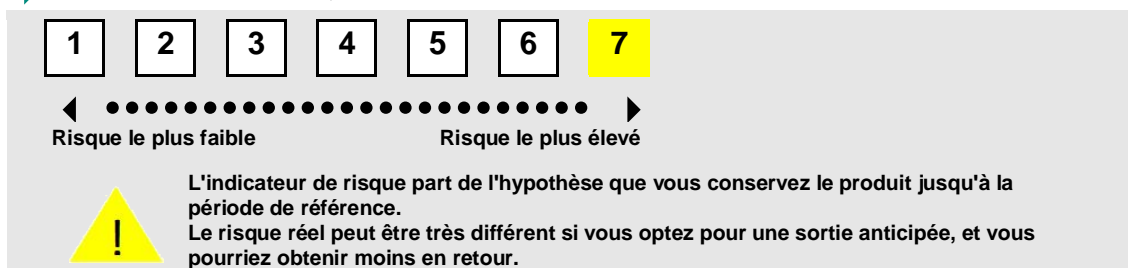 1 2 3 4 5 6 7
Risque le plus faible Risque le plus élevé
L'indicateur de risque part de l'hypothèse que vous conservez le produit jusqu'à la
période de référence.
!
Le risque réel peut être très différent si vous optez pour une sortie anticipée, et vous
pourriez obtenir moins en retour.